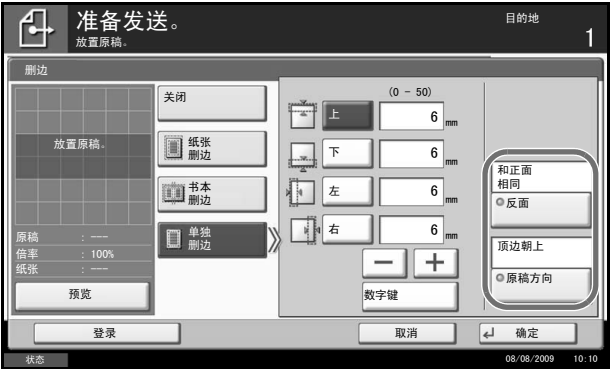 准备发送。
放置原稿。
目的地
1
删边
放置原稿。
原稿 : ---
倍率 : 100%
纸张 : ---
预览
关闭
纸张
删边
书本
删边
单独
删边
(0 - 50)
上 6 mm
下 6 mm
左 6 mm
右 6 mm
− +
数字键
和正面
相同
反面
顶边朝上
原稿方向
登录
取消
确定
状态
08/08/2009 10:10